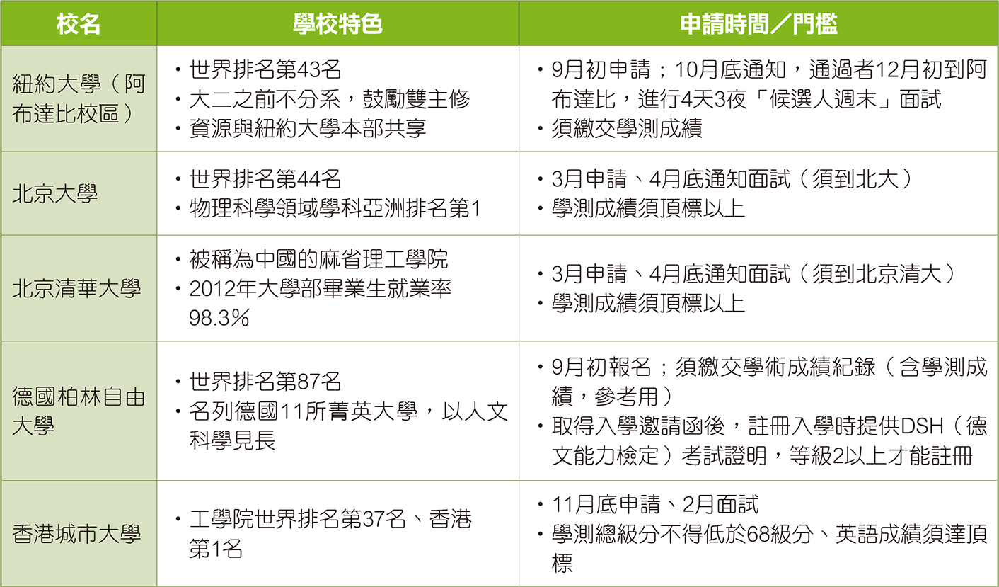 校名
學校特色
申請時間／門檻
紐約大學（阿
布達比校區）
・世界排名第43名
・大二之前不分系，鼓勵雙主修
・資源與紐約大學本部共享
・9月初申請；10月底通知，通過者12月初到阿
布達比，進行4天3夜「候選人週末」面試
・須繳交學測成績
北京大學
・世界排名第44名
・物理科學領域學科亞洲排名第1
・3月申請、4月底通知面試（須到北大）
・學測成績須頂標以上
北京清華大學
・被稱為中國的麻省理工學院
・2012年大學部畢業生就業率
98.3％
・3月申請、4月底通知面試（須到北京清大）
・學測成績須頂標以上
德國柏林自由
大學
・世界排名第87名
・名列德國11所菁英大學，以人文
科學見長
・9月初報名；須繳交學術成績紀錄（含學測成
績，參考用）
・取得入學邀請函後，註冊入學時提供DSH（德
文能力檢定）考試證明，等級2以上才能註冊
香港城市大學
・工學院世界排名第37名、香港
第1名
・11月底申請、2月面試
・學測總級分不得低於68級分、英語成績須達頂
標